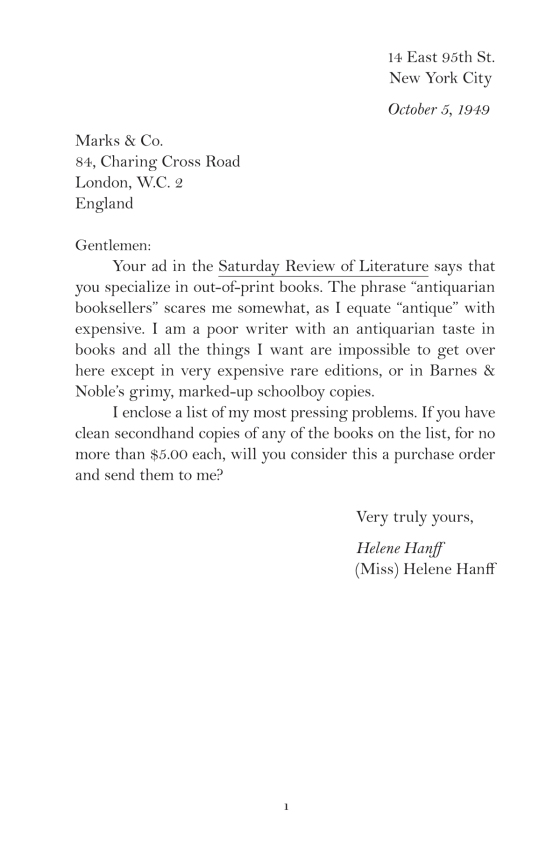 14 East 95th St.
New York City
October 5, 1949
Marks & Co.
84, Charing Cross Road
London, W.C. 2
England
Gentlemen:
Your ad in the Saturday Review of Literature says that
you specialize in out-of-print books. The phrase “antiquarian
booksellers” scares me somewhat, as I equate “antique” with
expensive. I am a poor writer with an antiquarian taste in
books and all the things I want are impossible to get over
here except in very expensive rare editions, or in Barnes &
Noble’s grimy, marked-up schoolboy copies.
I enclose a list of my most pressing problems. If you have
clean secondhand copies of any of the books on the list, for no
more than $5.00 each, will you consider this a purchase order
and send them to me?
Very truly yours,
Helene Hanff
(Miss) Helene Hanff
1